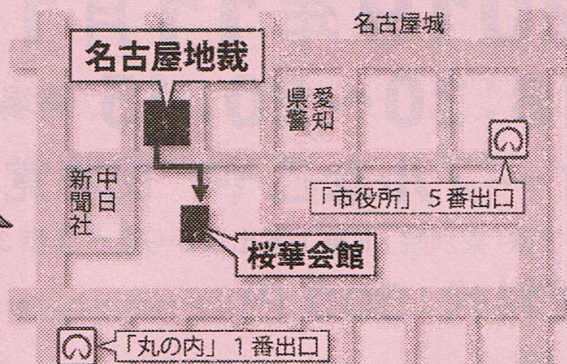 名古屋城
名古屋地裁
愛知
県警
中日
新聞社
「市役所」5番出口
桜華会館
「丸の内」1番出口